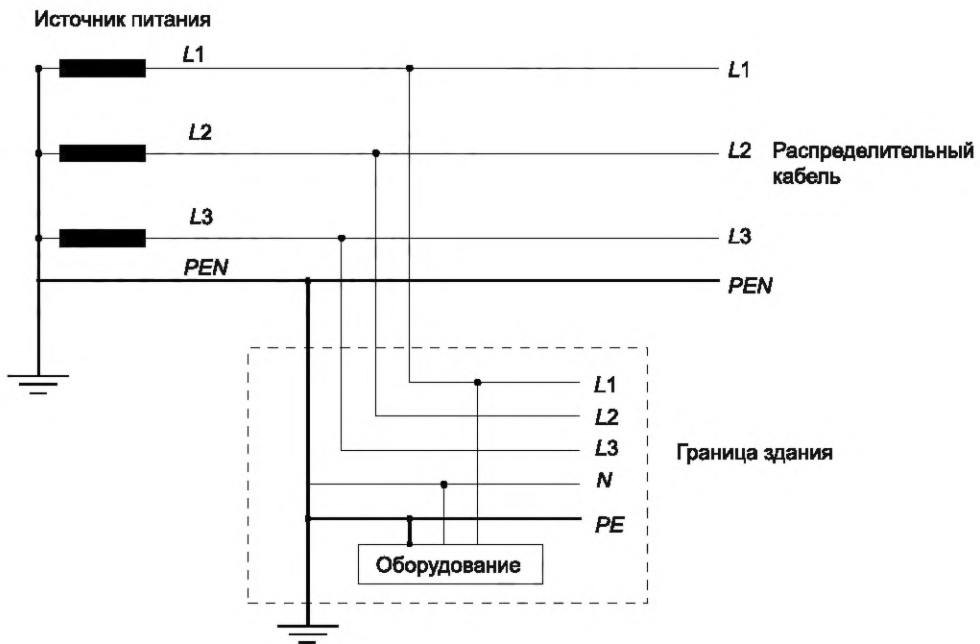 Источник питания
L1
L1
L2
L2
Распределительный
кабель
L3
L3
PEN
PEN
L1
L2
L3
Граница здания
N
PE
Оборудование